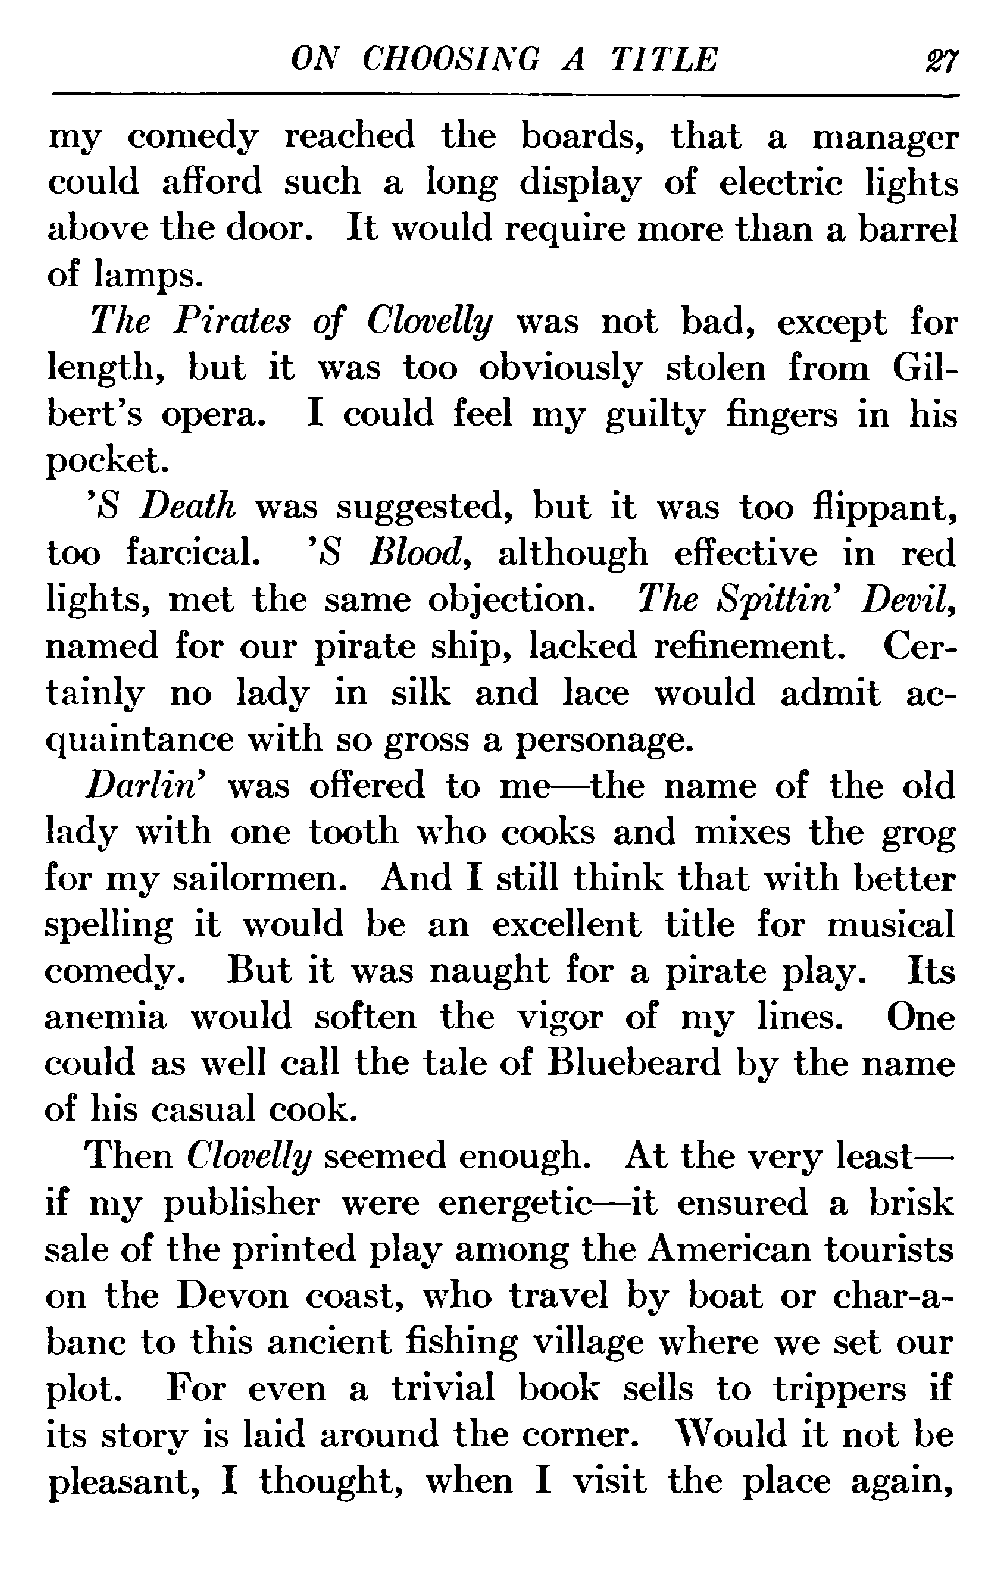 ON CHOOSING A TITLE 27
my comedy reached the boards, that a manager
could afford such a long display of electric lights
above the door. It would require more than a barrel
of lamps.
The Pirates of Clovelly was not bad, except for
length, but it was too obviously stolen from Gil-
bert's opera. I could feel my guilty fingers in his
pocket.
'S Death was suggested, but it was too flippant,
too farcical. 'S Blood, although effective in red
lights, met the same objection. The Spittin' Devil,
named for our pirate ship, lacked refinement. Cer-
tainly no lady in silk and lace would admit ac-
quaintance with so gross a personage.
Darlin' was offered to me—the name of the old
lady with one tooth who cooks and mixes the grog
for my sailormen. And I still think that with better
spelling it would be an excellent title for musical
comedy. But it was naught for a pirate play. Its
anemia would soften the vigor of my lines. One
could as well call the tale of Bluebeard by the name
of his casual cook.
Then Clovelly seemed enough. At the very least—
if my publisher were energetic—it ensured a brisk
sale of the printed play among the American tourists
on the Devon coast, who travel by boat or char-a-
banc to this ancient fishing village where we set our
plot. For even a trivial book sells to trippers if
its story is laid around the corner. Would it not be
pleasant, I thought, when I visit the place again,